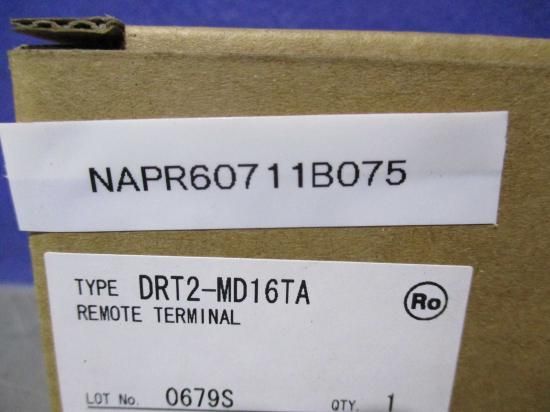 NAPR60711B075
TYPE DRT2-MD16TA
Ro
REMOTE TERMINAL
LOT No. 0679S QTY. 1